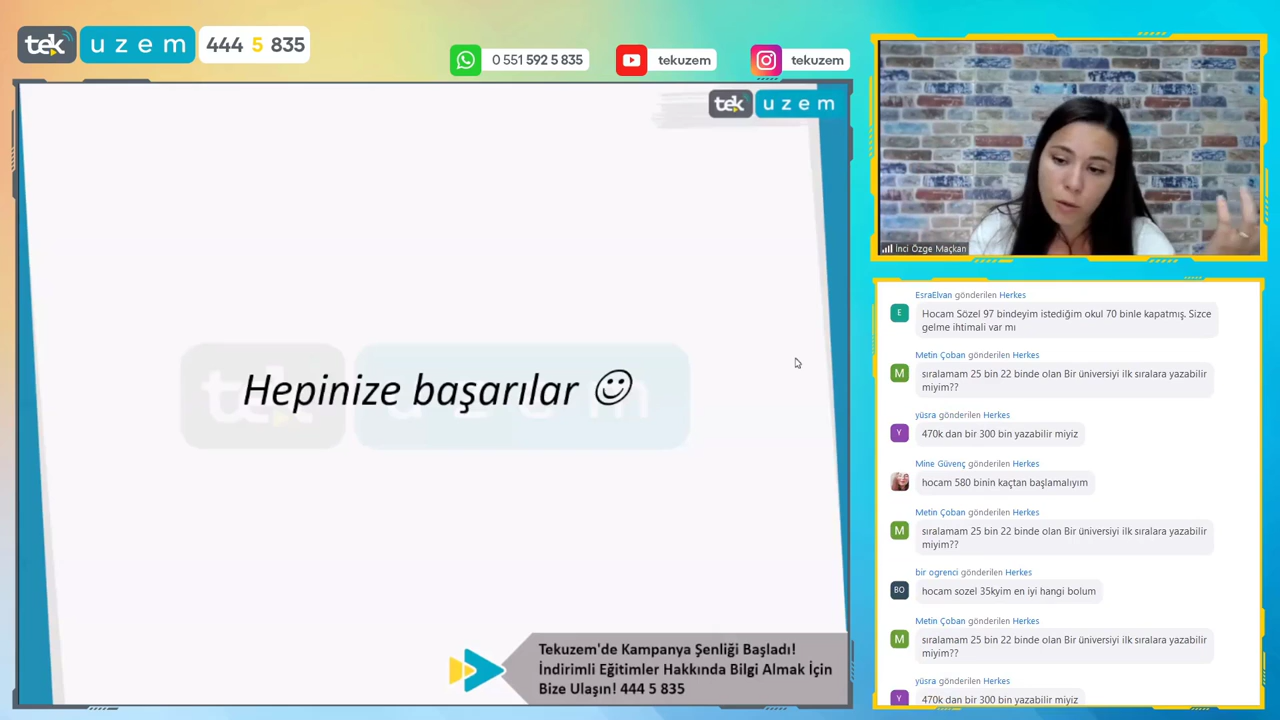 tek uzem 444 5 835
0 551 592 5 835
tekuzem
tekuzem
tek uzem
Hepinize başarılar ☺
tek uzem
Tekuzem'de Kampanya Şenliği Başladı!
İndirimli Eğitimler Hakkında Bilgi Almak İçin
Bize Ulaşın! 444 5 835
İnci Özge Maçkan
EsraElvan gönderilen Herkes
E
Hocam Sözel 97 bindeyim istediğim okul 70 binle kapatmış. Sizce
gelme ihtimali var mı
Metin Çoban gönderilen Herkes
M
sıralamam 25 bin 22 binde olan Bir üniversiyi ilk sıralara yazabilir
miyim??
yüsra gönderilen Herkes
Y
470k dan bir 300 bin yazabilir miyiz
Mine Güvenç gönderilen Herkes
hocam 580 binin kaçtan başlamalıyım
Metin Çoban gönderilen Herkes
M
sıralamam 25 bin 22 binde olan Bir üniversiyi ilk sıralara yazabilir
miyim??
bir ogrenci gönderilen Herkes
BO
hocam sozel 35kyim en iyi hangi bolum
Metin Çoban gönderilen Herkes
M
sıralamam 25 bin 22 binde olan Bir üniversiyi ilk sıralara yazabilir
miyim??
yüsra gönderilen Herkes
Y
470k dan bir 300 bin yazabilir miyiz